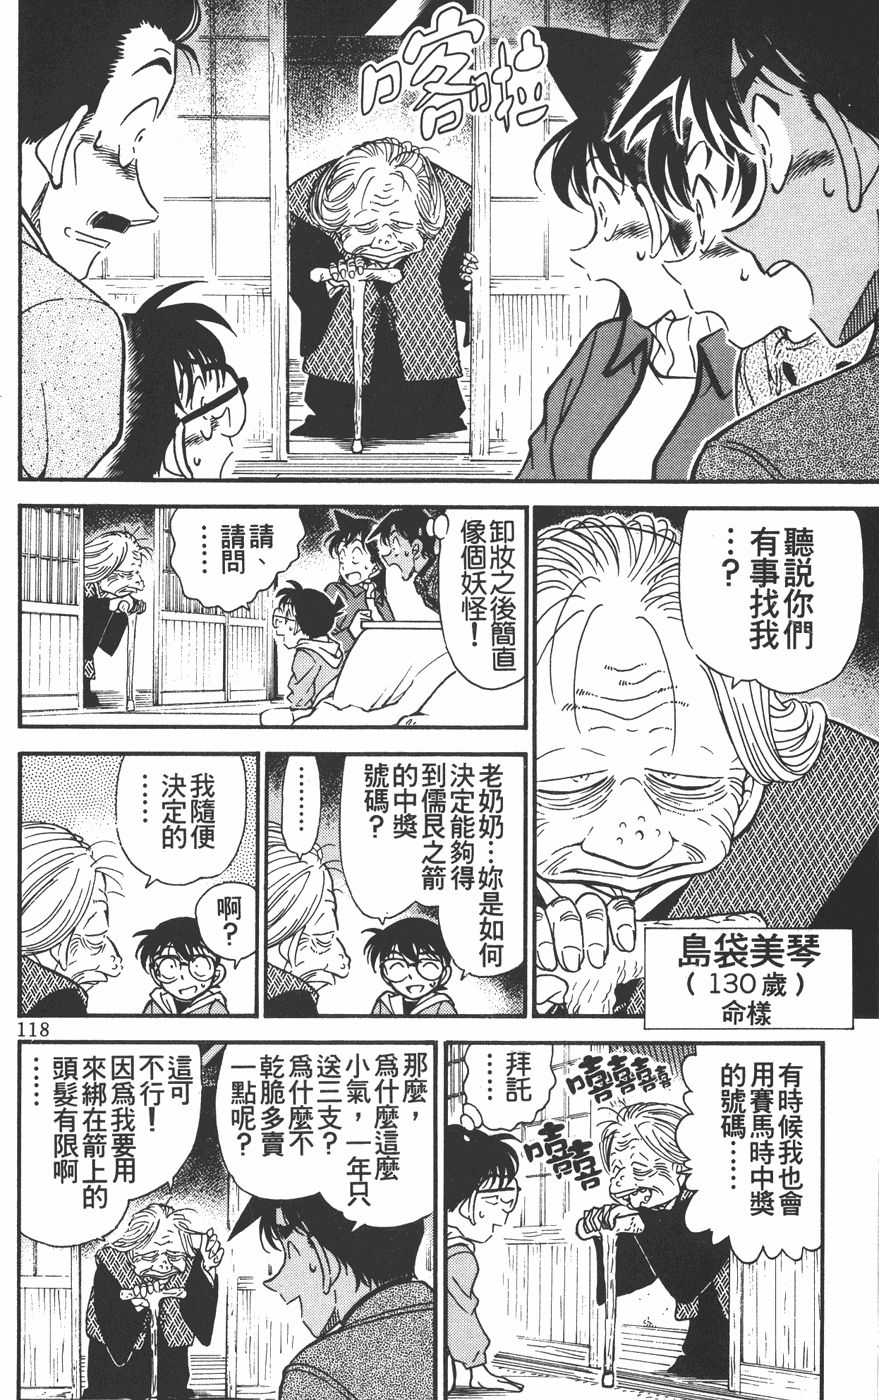 喀啦
聽說你們
有事找我
…？
島袋美琴
（130歲）
命樣
卸妝之後簡直
像個妖怪！
請、
請問
……
老奶奶…妳是如何
決定能夠得
到儒艮之箭
的中獎
號碼？
……
我隨便
決定的
……
啊？
118
有時候我也會
用賽馬時中獎
的號碼……
嘻嘻嘻嘻
嘻嘻嘻
拜託
……
那麼，
爲什麼這麼
小氣，一年只
送三支？
爲什麼不
乾脆多賣
一點呢？
這可
不行！
因爲我要用
來綁在箭上的
頭髮有限啊
……